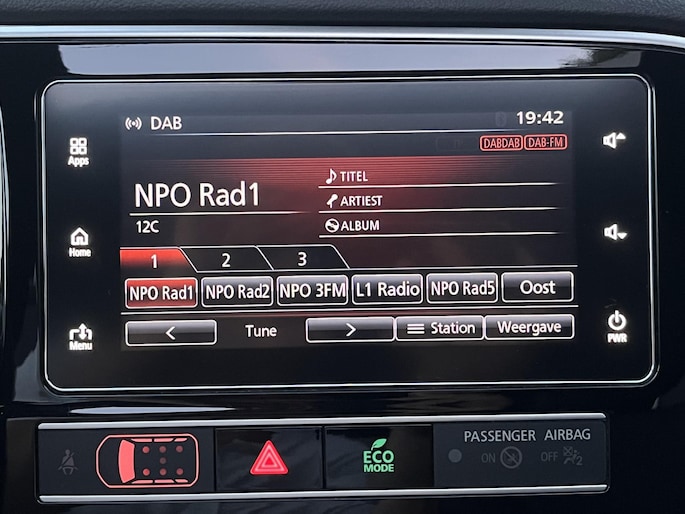 DAB
19:42
DABDAB DAB-FM
Apps
NPO Rad1
12C
TITEL
ARTIEST
ALBUM
Home
1 2 3
NPO Rad1 NPO Rad2 NPO 3FM L1 Radio NPO Rad5 Oost
< Tune > Station Weergave
Menu
PWR
ECO
MODE
PASSENGER AIRBAG
ON OFF 2